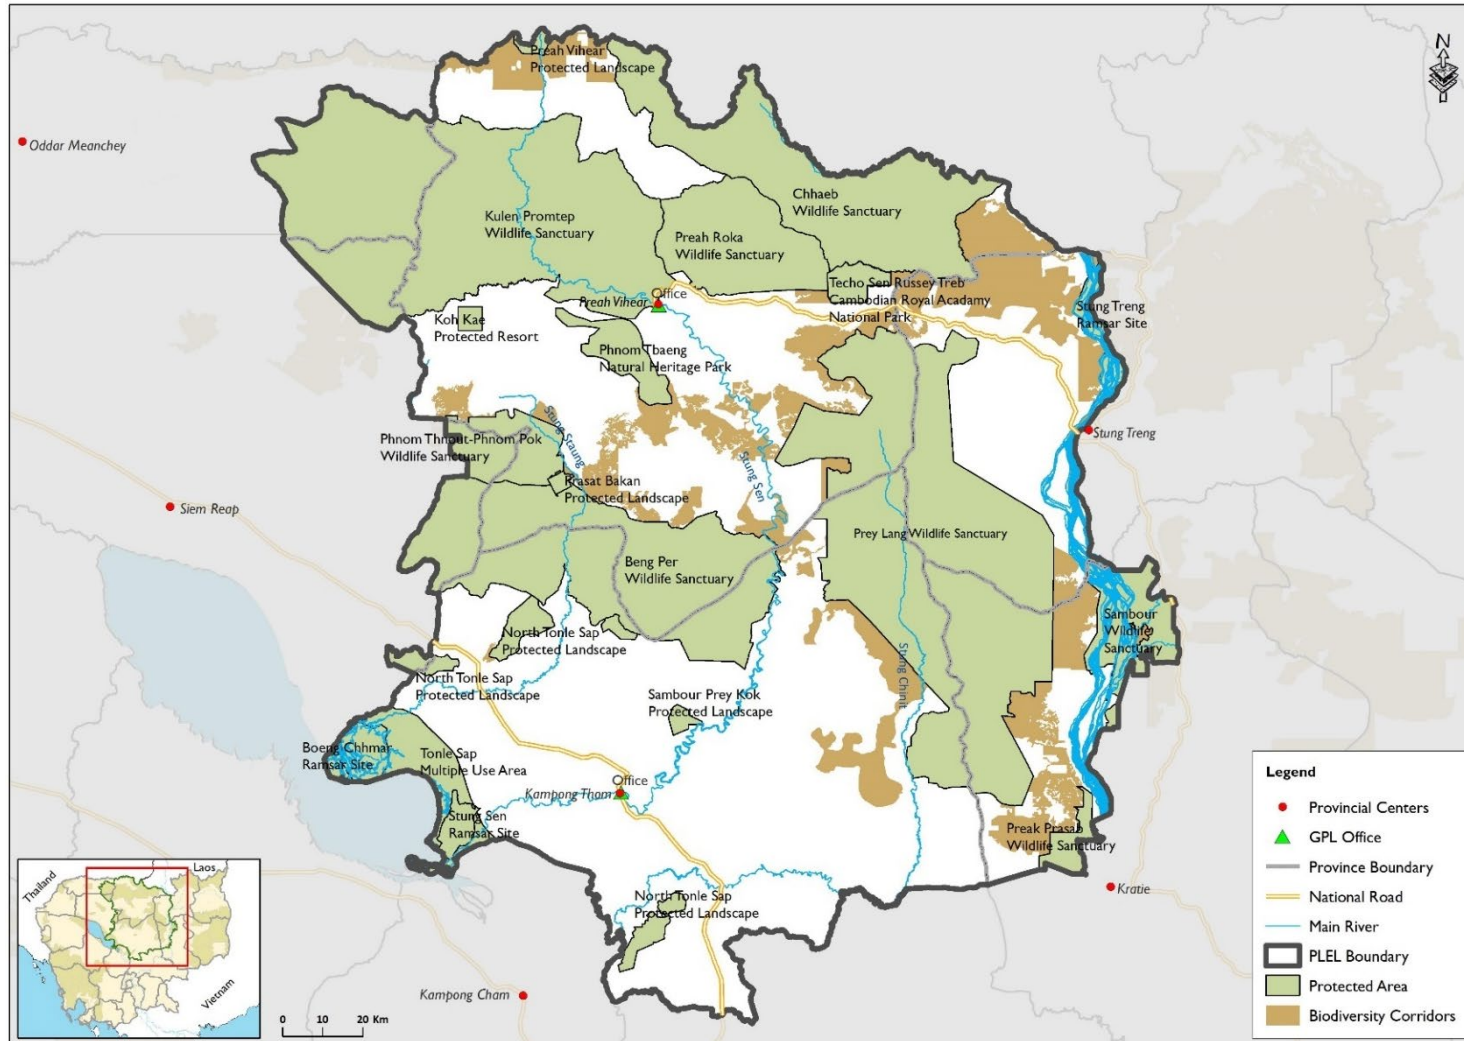 N
Preah Vihear
Protected Landscape
Oddar Meanchey
Chhaeb
Wildlife Sanctuary
Kulen Promtep
Wildlife Sanctuary
Preah Roka
Wildlife Sanctuary
Techo Sen Russey Treb
Cambodian Royal Acadamy
National Park
Office
Preah Vihear
Stung Treng
Ramsar Site
Koh Kae
Protected Resort
Phnom Tbaeng
Natural Heritage Park
Stung Treng
Phnom Thnout-Phnom Pok
Wildlife Sanctuary
Stung Staung
Stung Sen
Prasat Bakan
Protected Landscape
Siem Reap
Prey Lang Wildlife Sanctuary
Beng Per
Wildlife Sanctuary
Sambour
Wildlife
Sanctuary
North Tonle Sap
Protected Landscape
Stung Chinit
North Tonle Sap
Protected Landscape
Sambour Prey Kok
Protected Landscape
Boeng Chhmar
Ramsar Site
Tonle Sap
Multiple Use Area
Office
Kampong Thom
Stung Sen
Ramsar Site
Preak Prasab
Wildlife Sanctuary
Kratie
North Tonle Sap
Protected Landscape
Kampong Cham
Legend
Provincial Centers
GPL Office
Province Boundary
National Road
Main River
PLEL Boundary
Protected Area
Biodiversity Corridors
Thailand
Laos
Vietnam
0 10 20 Km